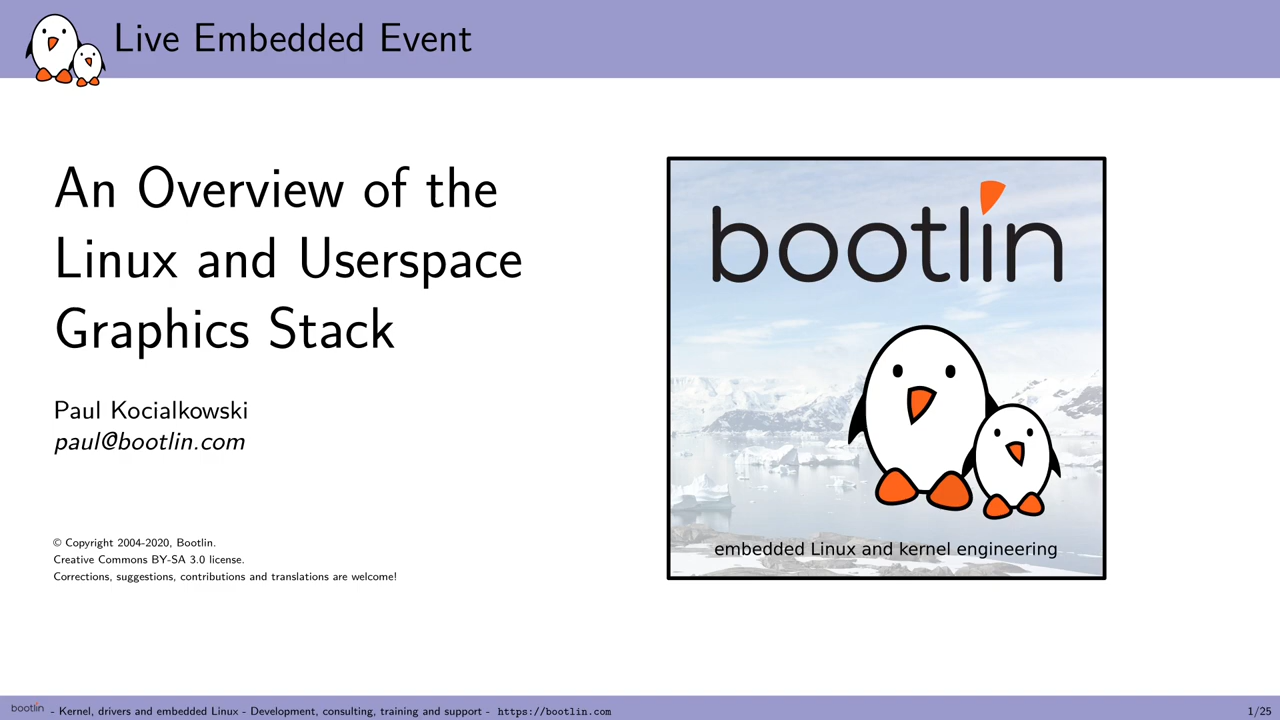 Live Embedded Event
An Overview of the
Linux and Userspace
Graphics Stack
Paul Kocialkowski
paul@bootlin.com
© Copyright 2004-2020, Bootlin.
Creative Commons BY-SA 3.0 license.
Corrections, suggestions, contributions and translations are welcome!
bootlin
embedded Linux and kernel engineering
bootlin - Kernel, drivers and embedded Linux - Development, consulting, training and support - https://bootlin.com
1/25